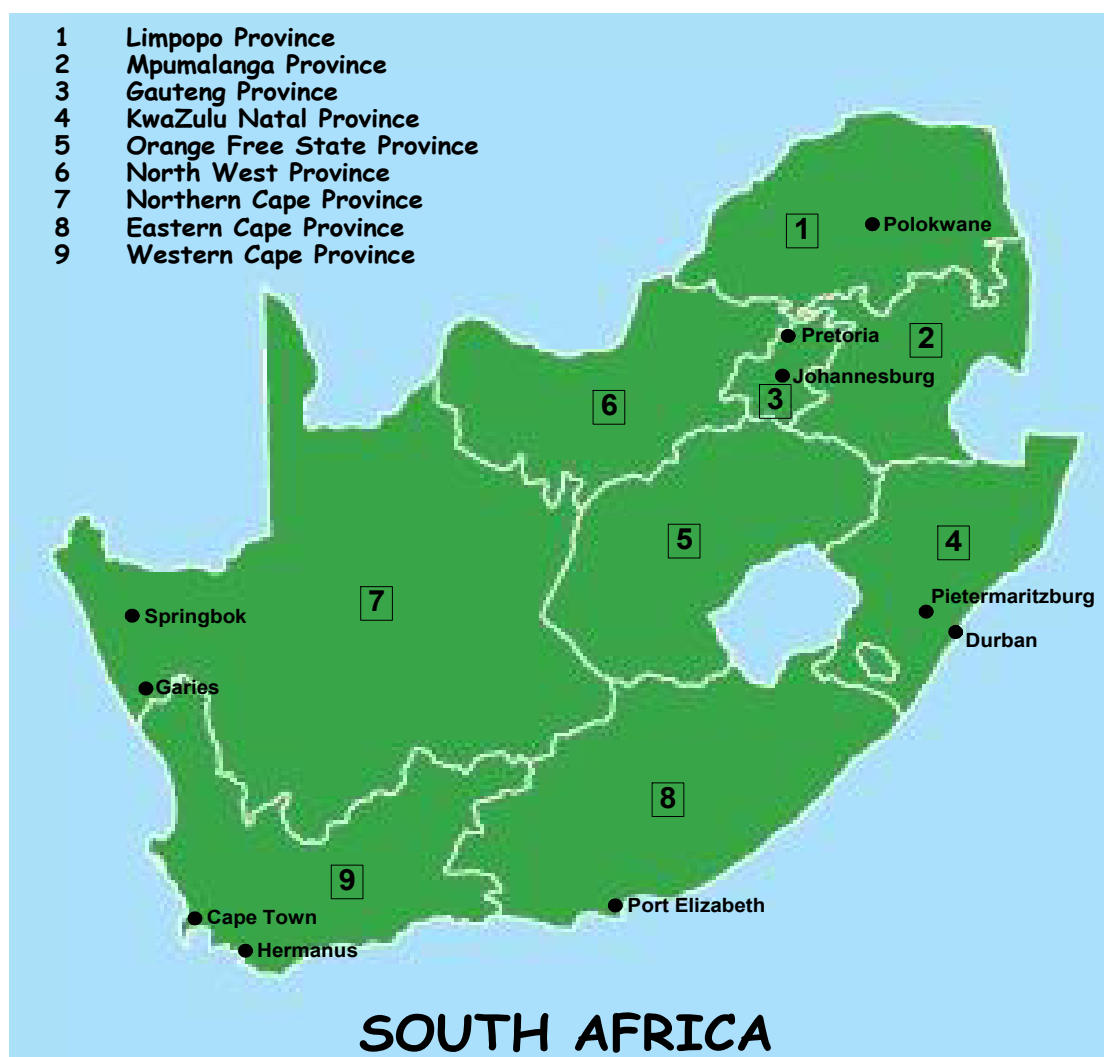 1 Limpopo Province
2 Mpumalanga Province
3 Gauteng Province
4 KwaZulu Natal Province
5 Orange Free State Province
6 North West Province
7 Northern Cape Province
8 Eastern Cape Province
9 Western Cape Province
1
Polokwane
Pretoria
2
Johannesburg
3
6
5
4
Pietermaritzburg
7
Springbok
Durban
Garies
8
9
Port Elizabeth
Cape Town
Hermanus
SOUTH AFRICA